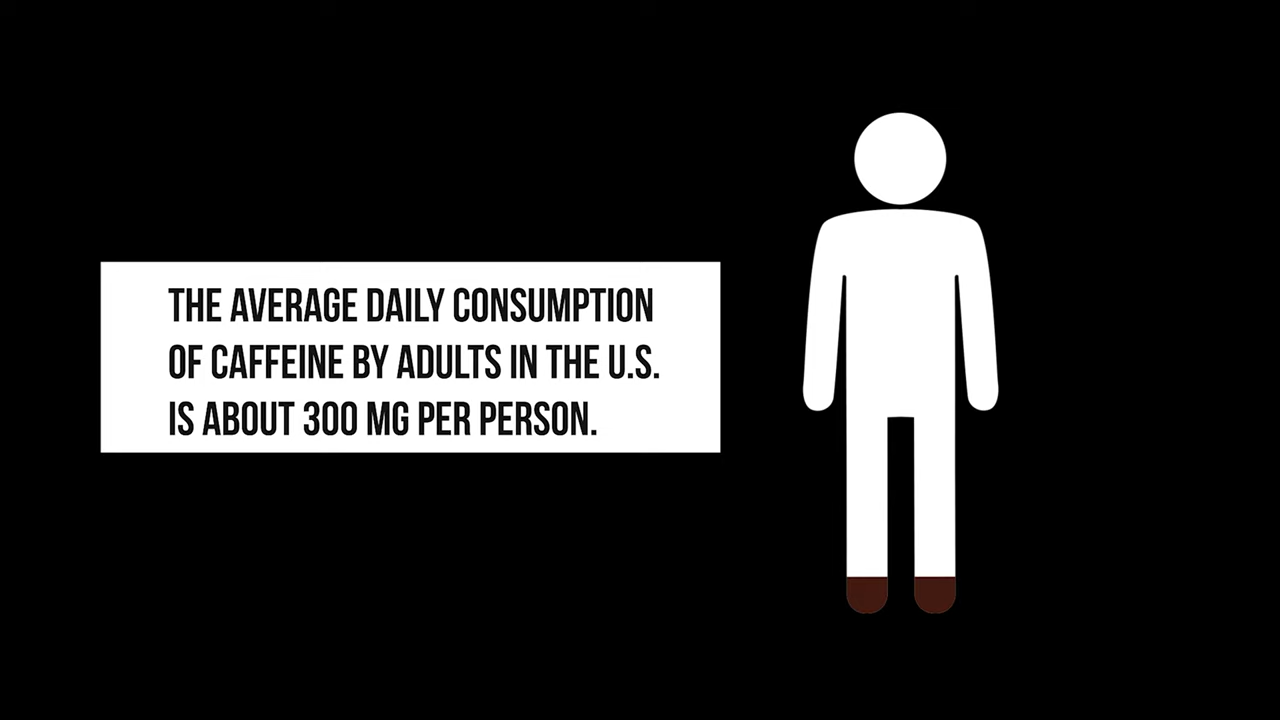 THE AVERAGE DAILY CONSUMPTION
OF CAFFEINE BY ADULTS IN THE U.S.
IS ABOUT 300 MG PER PERSON.